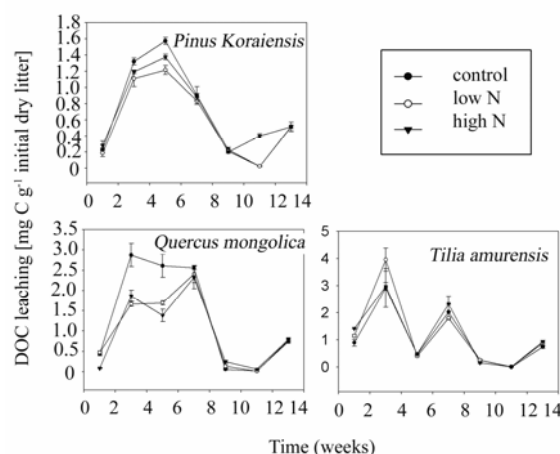 DOC leaching [mg C g⁻¹ initial dry litter]
Pinus Koraiensis
1.8
1.6
1.4
1.2
1.0
0.8
0.6
0.4
0.2
0
0 2 4 6 8 10 12 14
control
low N
high N
Quercus mongolica
3.5
3.0
2.5
2.0
1.5
1.0
0.5
0
0 2 4 6 8 10 12 14
Tilia amurensis
5
4
3
2
1
0
0 2 4 6 8 10 12 14
Time (weeks)